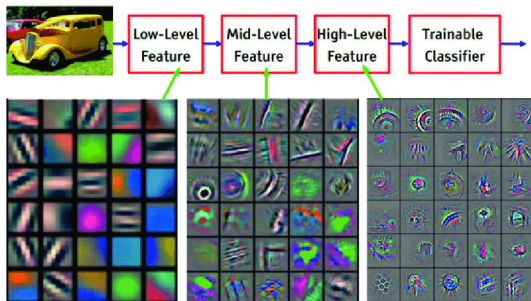 Low-Level
Feature
Mid-Level
Feature
High-Level
Feature
Trainable
Classifier